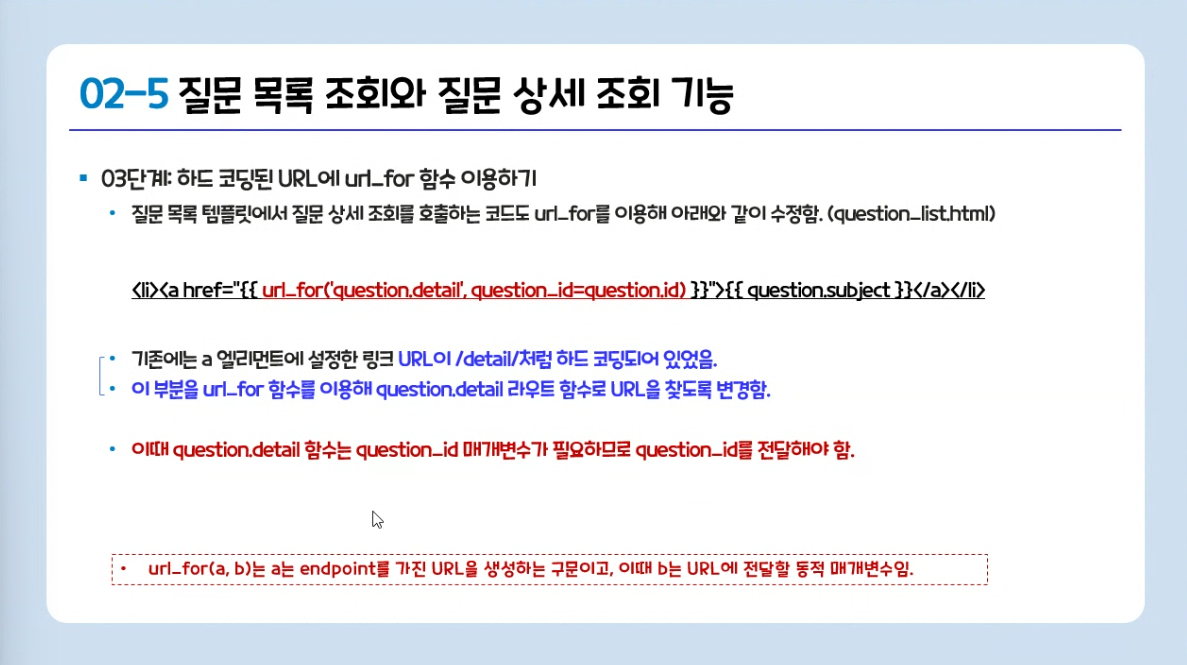 02-5 질문 목록 조회와 질문 상세 조회 기능
03단계: 하드 코딩된 URL에 url_for 함수 이용하기
질문 목록 템플릿에서 질문 상세 조회를 호출하는 코드도 url_for를 이용해 아래와 같이 수정함. (question_list.html)
<li><a href="{{ url_for('question.detail', question_id=question.id) }}">{{ question.subject }}</a></li>
기존에는 a 엘리먼트에 설정한 링크 URL이 /detail/처럼 하드 코딩되어 있었음.
이 부분을 url_for 함수를 이용해 question.detail 라우트 함수로 URL을 찾도록 변경함.
이때 question.detail 함수는 question_id 매개변수가 필요하므로 question_id를 전달해야 함.
url_for(a, b)는 a는 endpoint를 가진 URL을 생성하는 구문이고, 이때 b는 URL에 전달할 동적 매개변수임.